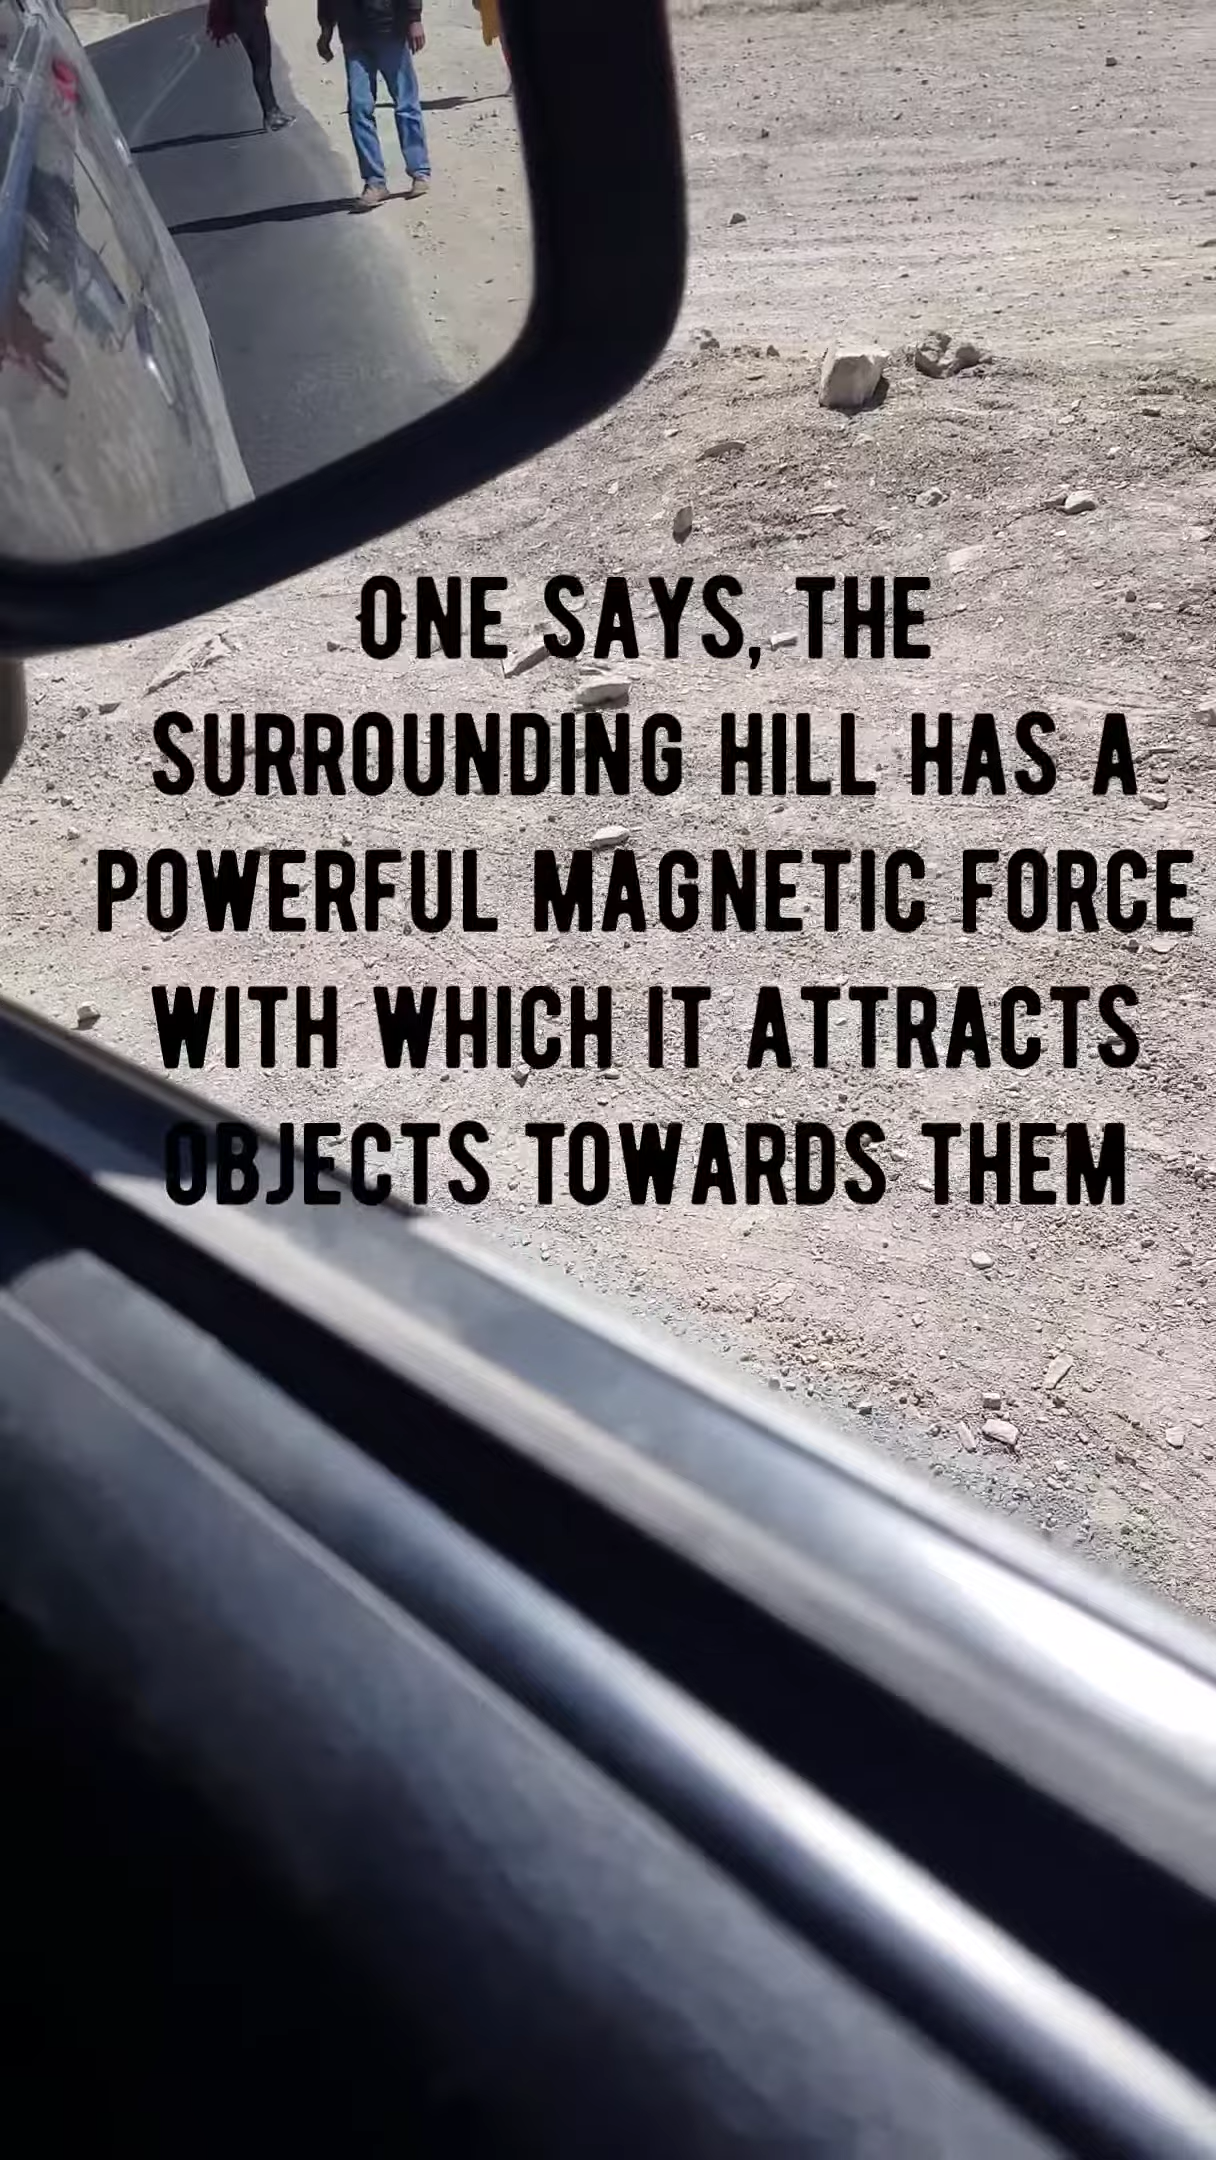 ONE SAYS, THE
SURROUNDING HILL HAS A
POWERFUL MAGNETIC FORCE
WITH WHICH IT ATTRACTS
OBJECTS TOWARDS THEM